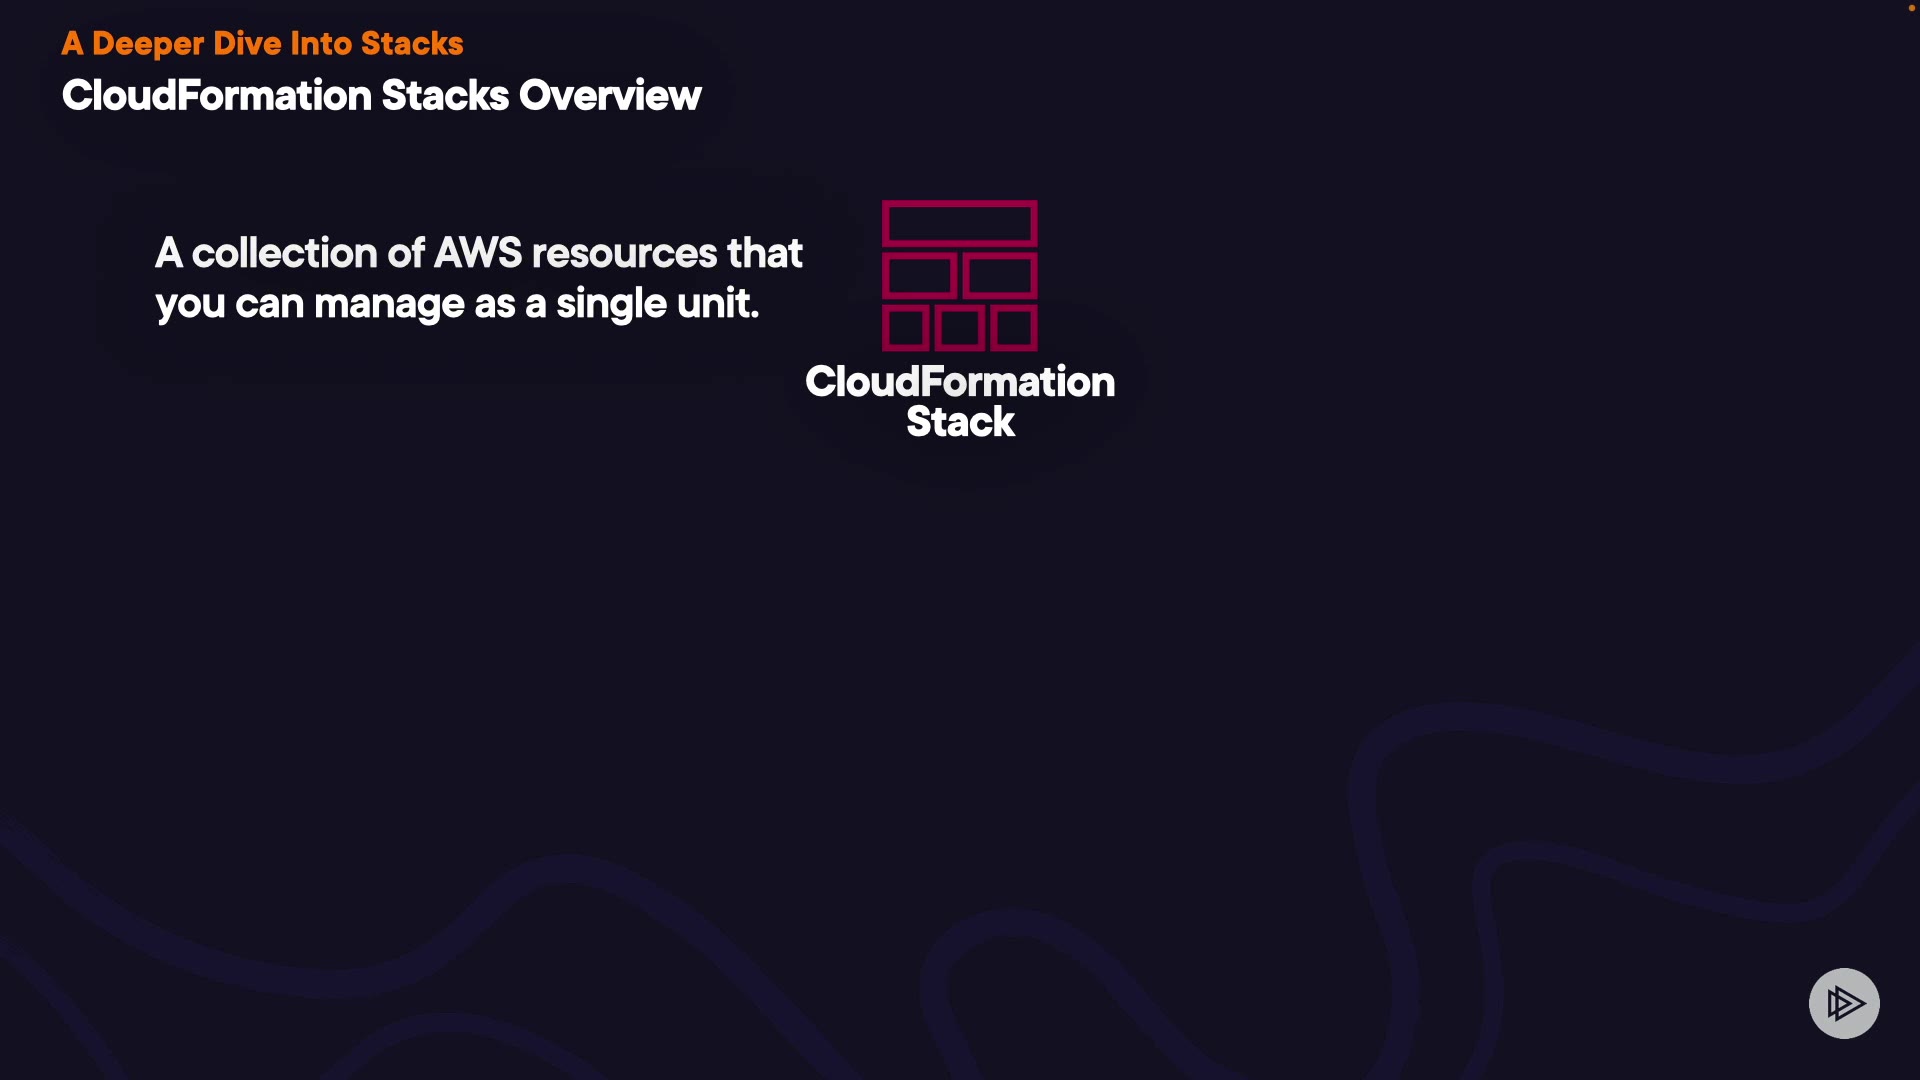 A Deeper Dive Into Stacks
CloudFormation Stacks Overview
A collection of AWS resources that
you can manage as a single unit.
CloudFormation
Stack